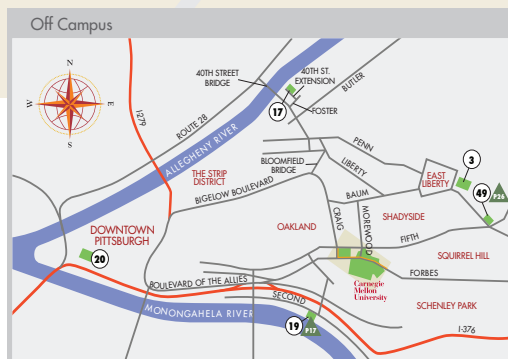 Off Campus
N
W
E
S
I-279
ROUTE 28
ALLEGHENY RIVER
40TH STREET
BRIDGE
40TH ST.
EXTENSION
17
FOSTER
BUTLER
PENN
LIBERTY
BLOOMFIELD
BRIDGE
THE STRIP
DISTRICT
BIGELOW BOULEVARD
BAUM
EAST
LIBERTY
3
49
P26
DOWNTOWN
PITTSBURGH
20
OAKLAND
CRAIG
MOREWOOD
SHADYSIDE
FIFTH
SQUIRREL HILL
FORBES
Carnegie
Mellon
University
SCHENLEY PARK
BOULEVARD OF THE ALLIES
SECOND
MONONGAHELA RIVER
19
P17
I-376